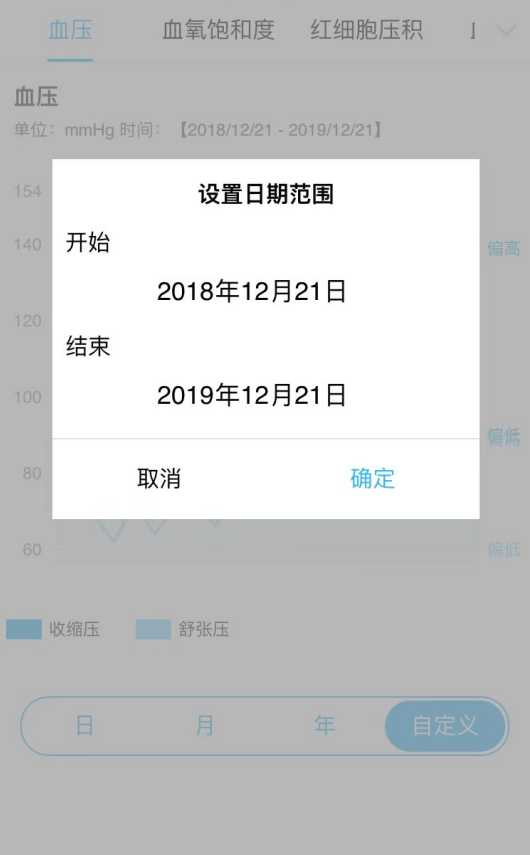 血压 血氧饱和度 红细胞压积
血压
单位：mmHg 时间：【2018/12/21 - 2019/12/21】
设置日期范围
154
开始
140 偏高
2018年12月21日
120
结束
2019年12月21日
100
偏低
80
取消 确定
60 偏低
收缩压 舒张压
日 月 年 自定义